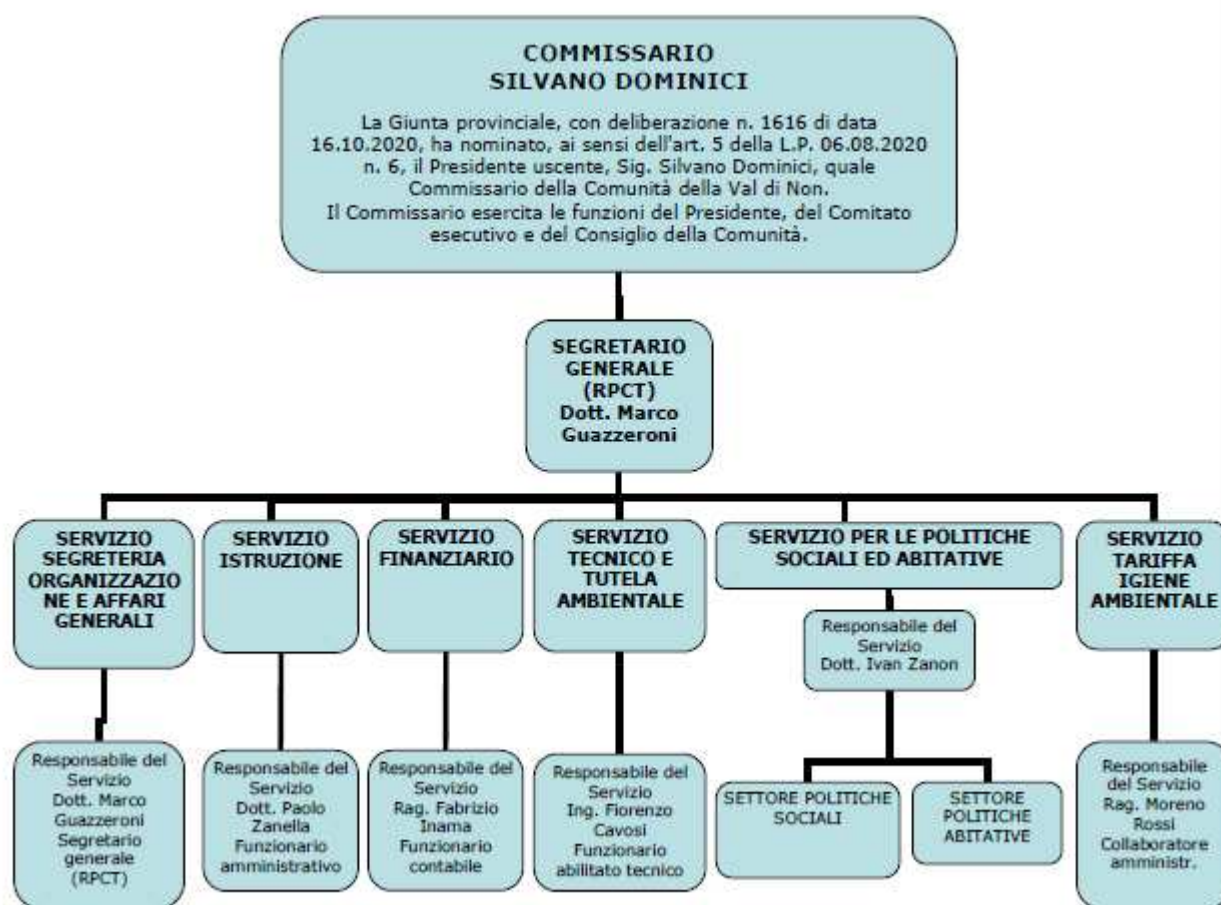 COMMISSARIO
SILVANO DOMINICI
La Giunta provinciale, con deliberazione n. 1616 di data
16.10.2020, ha nominato, ai sensi dell'art. 5 della L.P. 06.08.2020
n. 6, il Presidente uscente, Sig. Silvano Dominici, quale
Commissario della Comunità della Val di Non.
Il Commissario esercita le funzioni del Presidente, del Comitato
esecutivo e del Consiglio della Comunità.
SEGRETARIO
GENERALE
(RPCT)
Dott. Marco
Guazzeroni
SERVIZIO
SEGRETERIA
ORGANIZZAZIO
NE E AFFARI
GENERALI
SERVIZIO
ISTRUZIONE
SERVIZIO
FINANZIARIO
SERVIZIO
TECNICO E
TUTELA
AMBIENTALE
SERVIZIO PER LE POLITICHE
SOCIALI ED ABITATIVE
SERVIZIO
TARIFFA
IGIENE
AMBIENTALE
Responsabile del
Servizio
Dott. Ivan Zanon
Responsabile del
Servizio
Dott. Marco
Guazzeroni
Segretario
generale
(RPCT)
Responsabile del
Servizio
Dott. Paolo
Zanella
Funzionario
amministrativo
Responsabile del
Servizio
Rag. Fabrizio
Inama
Funzionario
contabile
Responsabile del
Servizio
Ing. Fiorenzo
Cavosi
Funzionario
abilitato tecnico
SETTORE POLITICHE
SOCIALI
SETTORE
POLITICHE
ABITATIVE
Responsabile
del Servizio
Rag. Moreno
Rossi
Collaboratore
amministr.